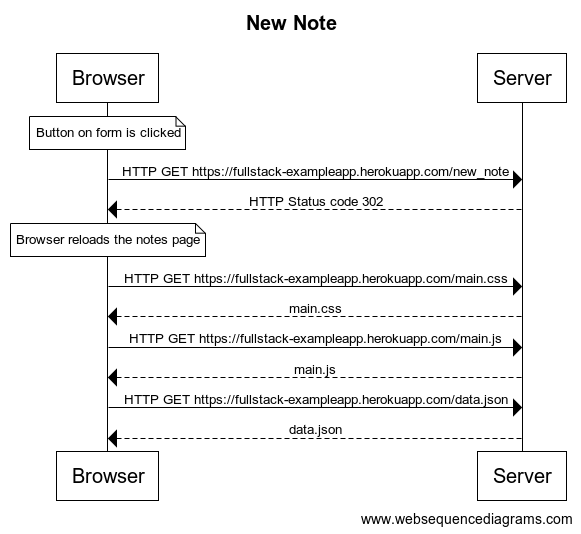 New Note
Browser
Server
Button on form is clicked
HTTP GET https://fullstack-exampleapp.herokuapp.com/new_note
HTTP Status code 302
Browser reloads the notes page
HTTP GET https://fullstack-exampleapp.herokuapp.com/main.css
main.css
HTTP GET https://fullstack-exampleapp.herokuapp.com/main.js
main.js
HTTP GET https://fullstack-exampleapp.herokuapp.com/data.json
data.json
Browser
Server
www.websequencediagrams.com